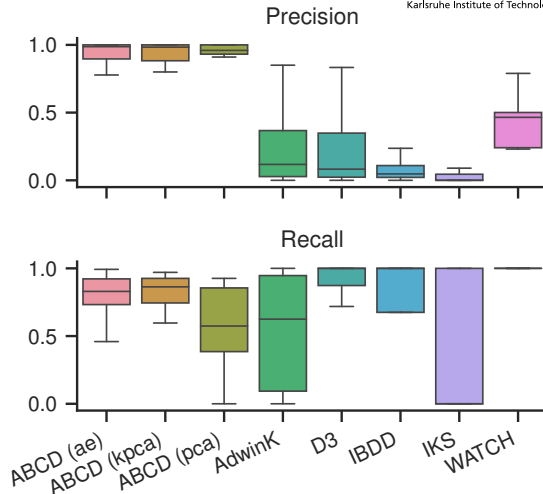 Karlsruhe Institute of Technol
Precision
1.0
0.5
0.0
Recall
1.0
0.5
0.0
ABCD (ae)
ABCD (kpca)
ABCD (pca)
AdwinK
D3
IBDD
IKS
WATCH